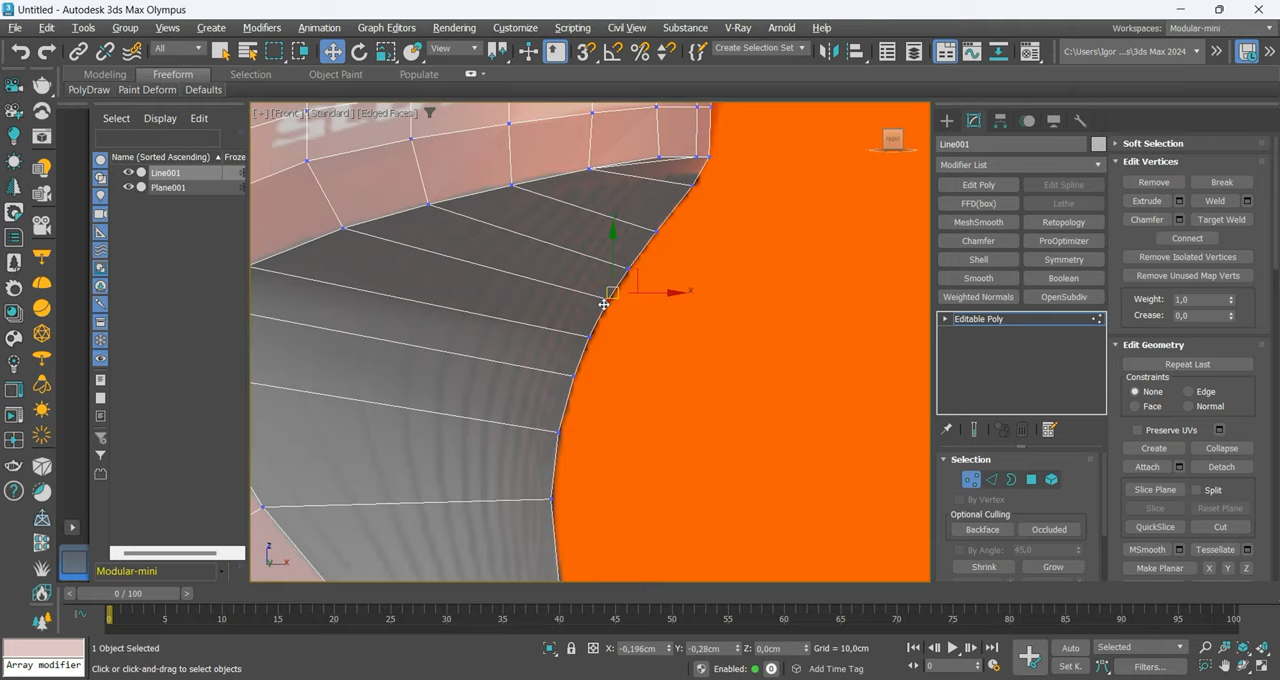 Untitled - Autodesk 3ds Max Olympus
File Edit Tools Group Views Create Modifiers Animation Graph Editors Rendering Customize Scripting Civil View Substance V-Ray Arnold Help
Workspaces: Modular-mini
All View Create Selection Set C:\Users\Igor ...s\3ds Max 2024
Modeling Freeform Selection Object Paint Populate
PolyDraw Paint Deform Defaults
Select Display Edit
Name (Sorted Ascending) Froze
Line001
Plane001
[+] [Front] [Standard] [Edged Faces]
z
x
x
Modular-mini
Line001
Modifier List
Edit Poly Edit Spline
FFD(box) Lathe
MeshSmooth Retopology
Chamfer ProOptimizer
Shell Symmetry
Smooth Boolean
Weighted Normals OpenSubdiv
Editable Poly
Selection
By Vertex
Optional Culling
Backface Occluded
By Angle: 45,0
Shrink Grow
Soft Selection
Edit Vertices
Remove Break
Extrude Weld
Chamfer Target Weld
Connect
Remove Isolated Vertices
Remove Unused Map Verts
Weight: 1,0
Crease: 0,0
Edit Geometry
Repeat Last
Constraints
None Edge
Face Normal
Preserve UVs
Create Collapse
Attach Detach
Slice Plane Split
Slice Reset Plane
QuickSlice Cut
MSmooth Tessellate
Make Planar X Y Z
< 0 / 100 >
0 5 10 15 20 25 30 35 40 45 50 55 60 65 70 75 80 85 90 95 100
Array modifier
1 Object Selected
Click or click-and-drag to select objects
X: -0,196cm Y: -0,28cm Z: 0,0cm Grid = 10,0cm
Enabled: 0 Add Time Tag
0
Auto Selected
Set K. Filters...